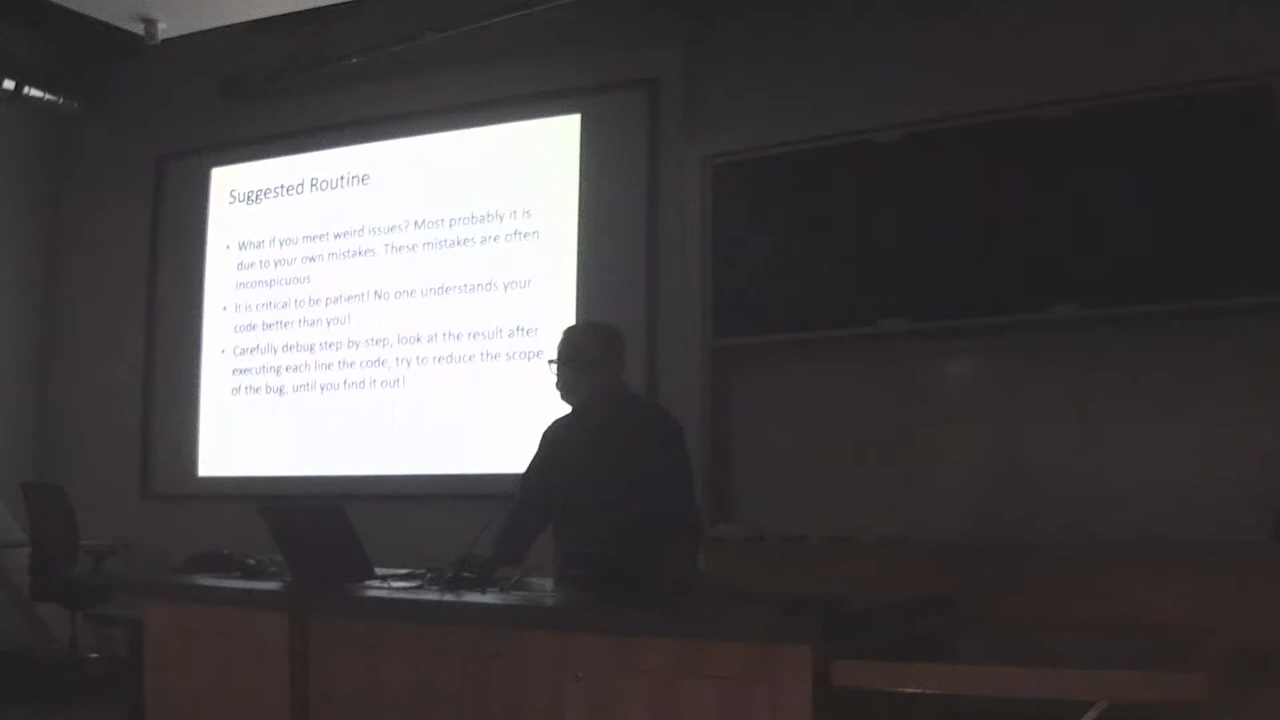 Suggested Routine
• What if you meet weird issues? Most probably it is
due to your own mistakes. These mistakes are often
inconspicuous.
• It is critical to be patient! No one understands your
code better than you!
• Carefully debug step-by-step, look at the result after
executing each line the code, try to reduce the scope
of the bug, until you find it out!